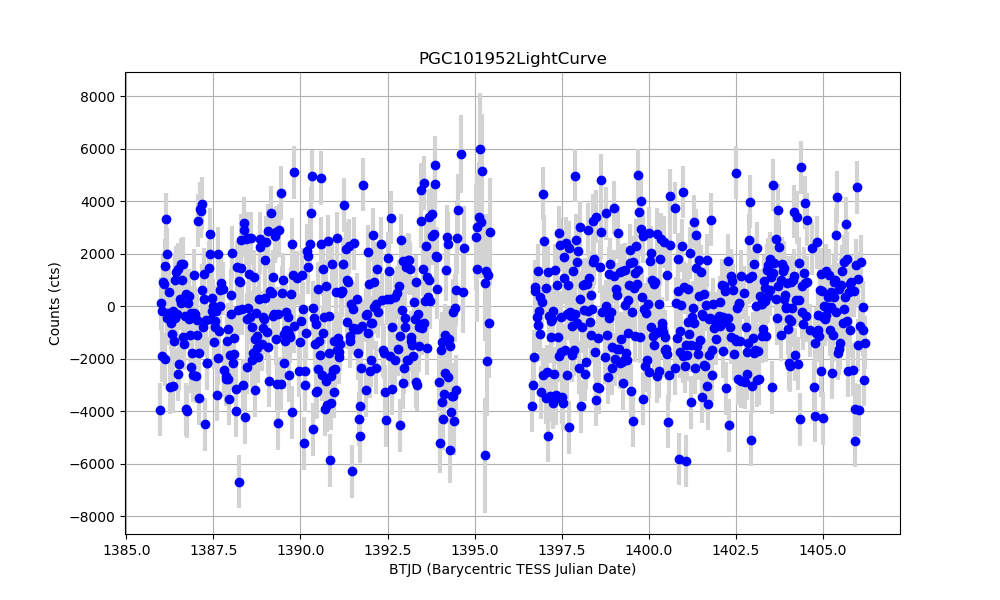 PGC101952LightCurve
Counts (cts)
8000
6000
4000
2000
0
−2000
−4000
−6000
−8000
1385.0 1387.5 1390.0 1392.5 1395.0 1397.5 1400.0 1402.5 1405.0
BTJD (Barycentric TESS Julian Date)